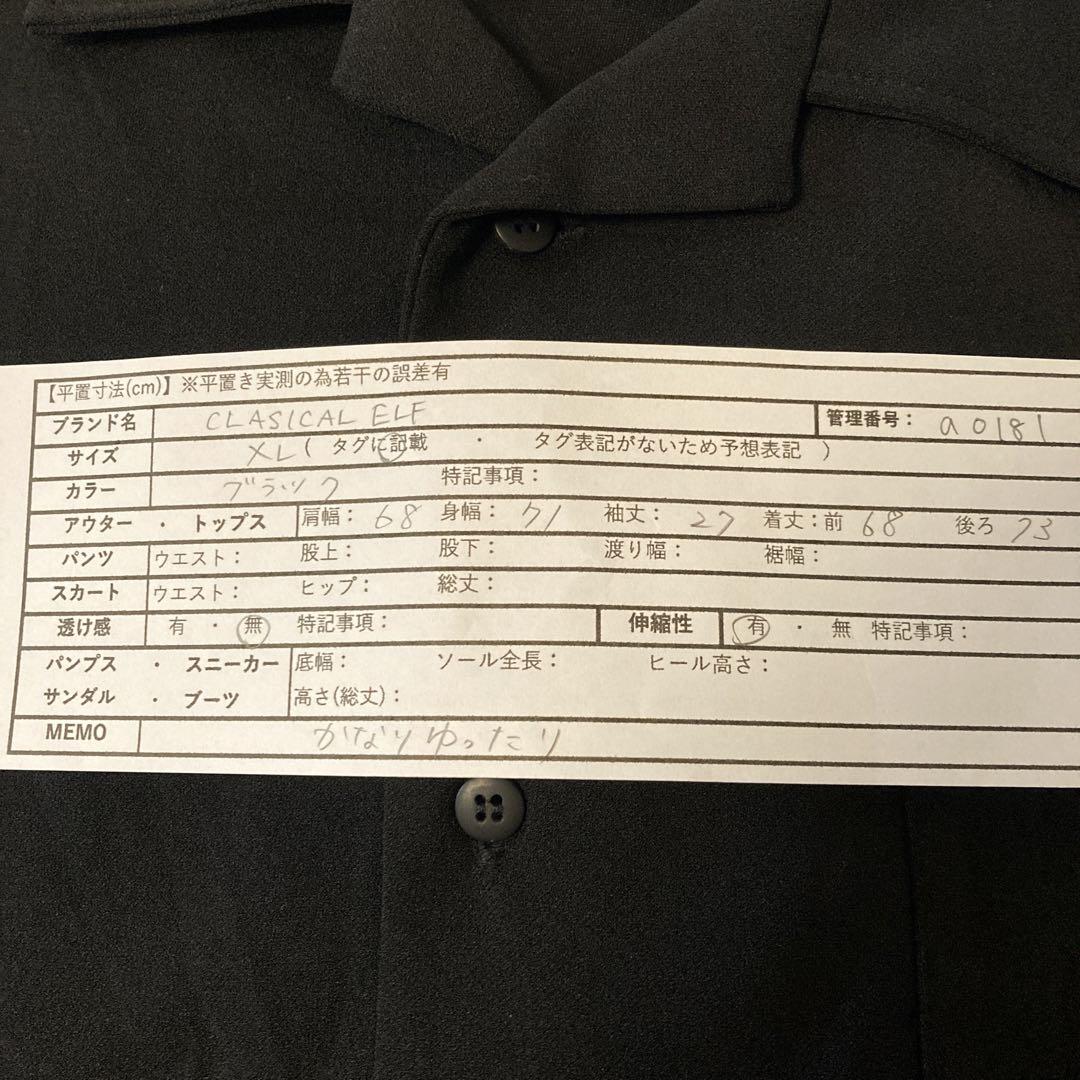 【平置寸法(cm)】※平置き実測の為若干の誤差有
ブランド名 CLASICAL ELF 管理番号： a0181
サイズ XL ( タグに記載 ・ タグ表記がないため予想表記 )
カラー ブラック 特記事項：
アウター ・ トップス 肩幅： 68 身幅： 71 袖丈： 27 着丈：前 68 後ろ 73
パンツ ウエスト： 股上： 股下： 渡り幅： 裾幅：
スカート ウエスト： ヒップ： 総丈：
透け感 有 ・ 無 特記事項： 伸縮性 有 ・ 無 特記事項：
パンプス ・ スニーカー 底幅： ソール全長： ヒール高さ：
サンダル ・ ブーツ 高さ(総丈)：
MEMO かなりゆったり